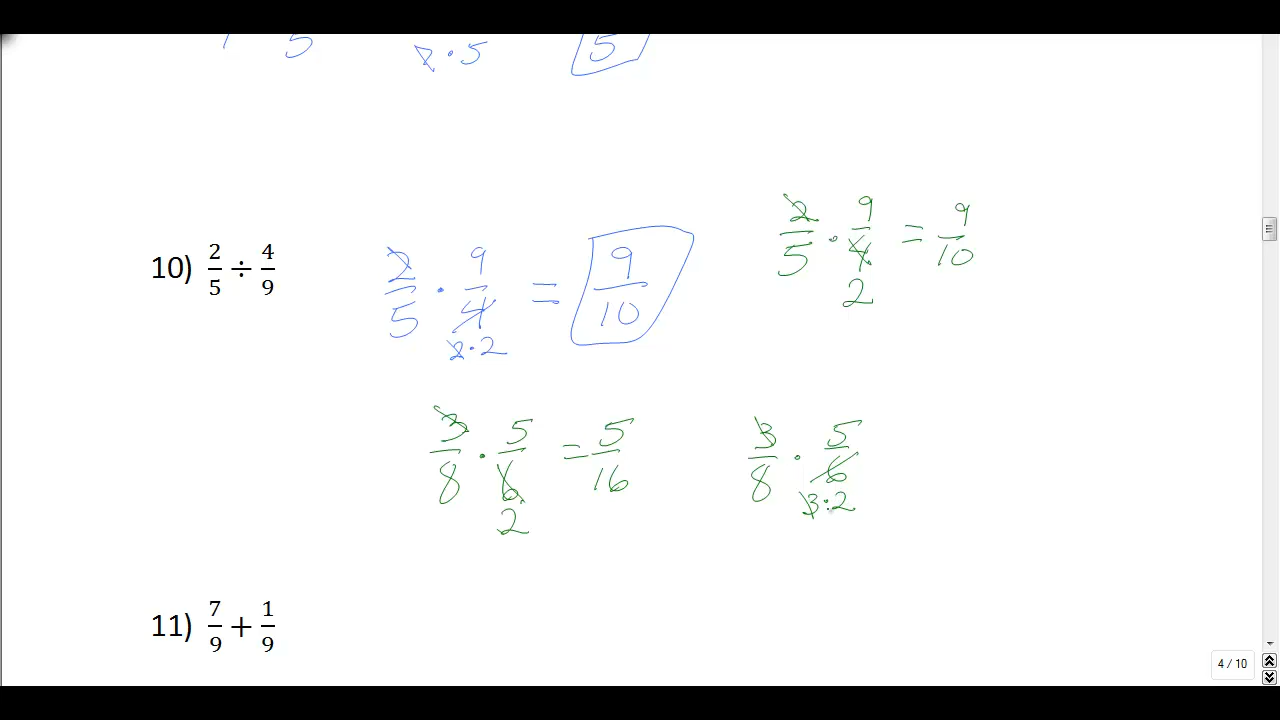 7 5 7 · 5 5
10) 2/5 ÷ 4/9 2/5 · 9/4 = 9/10 2/5 · 9/4 = 9/10
2 · 2 2
3/8 · 5/6 = 5/16 3/8 · 5/6
2 3 · 2
11) 7/9 + 1/9
4 / 10